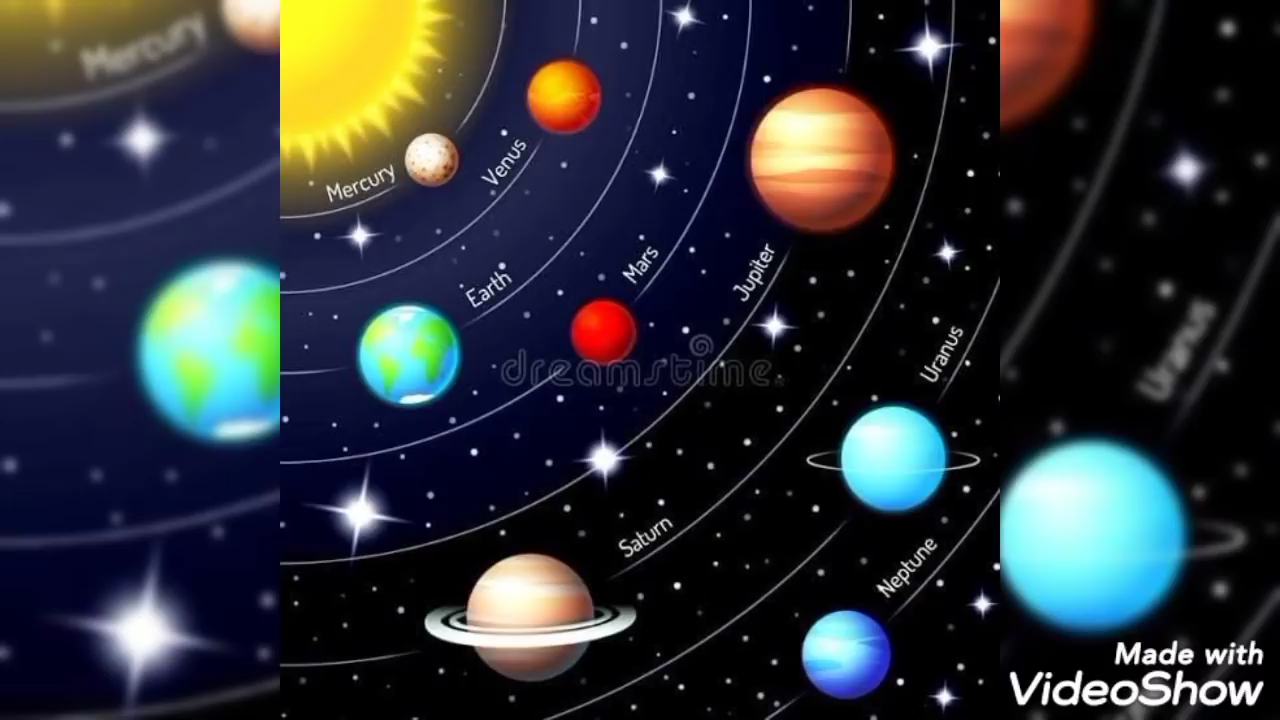 Mercury
Mercury
Venus
Earth
Mars
Jupiter
Uranus
Uranus
Saturn
Neptune
dreamstime.
Made with
VideoShow